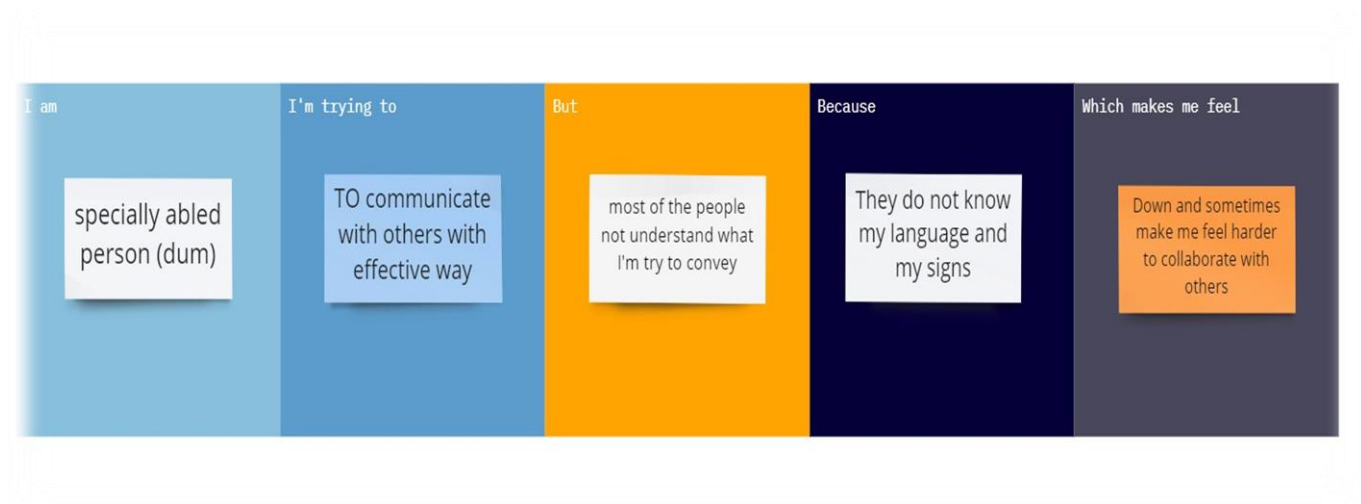 I am
specially abled
person (dum)
I'm trying to
TO communicate
with others with
effective way
But
most of the people
not understand what
I'm try to convey
Because
They do not know
my language and
my signs
Which makes me feel
Down and sometimes
make me feel harder
to collaborate with
others